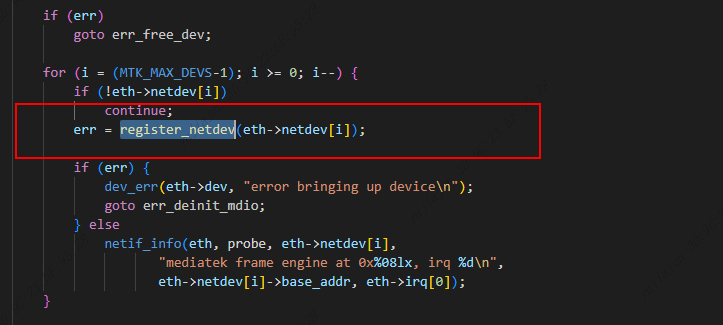 if (err)
goto err_free_dev;
for (i = (MTK_MAX_DEVS-1); i >= 0; i--) {
if (!eth->netdev[i])
continue;
err = register_netdev(eth->netdev[i]);
if (err) {
dev_err(eth->dev, "error bringing up device\n");
goto err_deinit_mdio;
} else
netif_info(eth, probe, eth->netdev[i],
"mediatek frame engine at 0x%08lx, irq %d\n",
eth->netdev[i]->base_addr, eth->irq[0]);
}